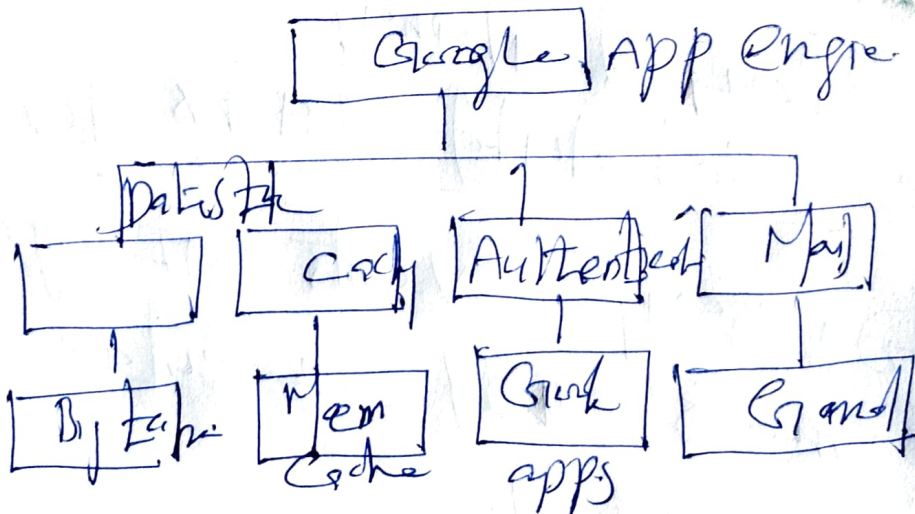 Google App Engine
Datastore
Cache Authentication Mail
Big Table Mem Google Gmail
Cache apps